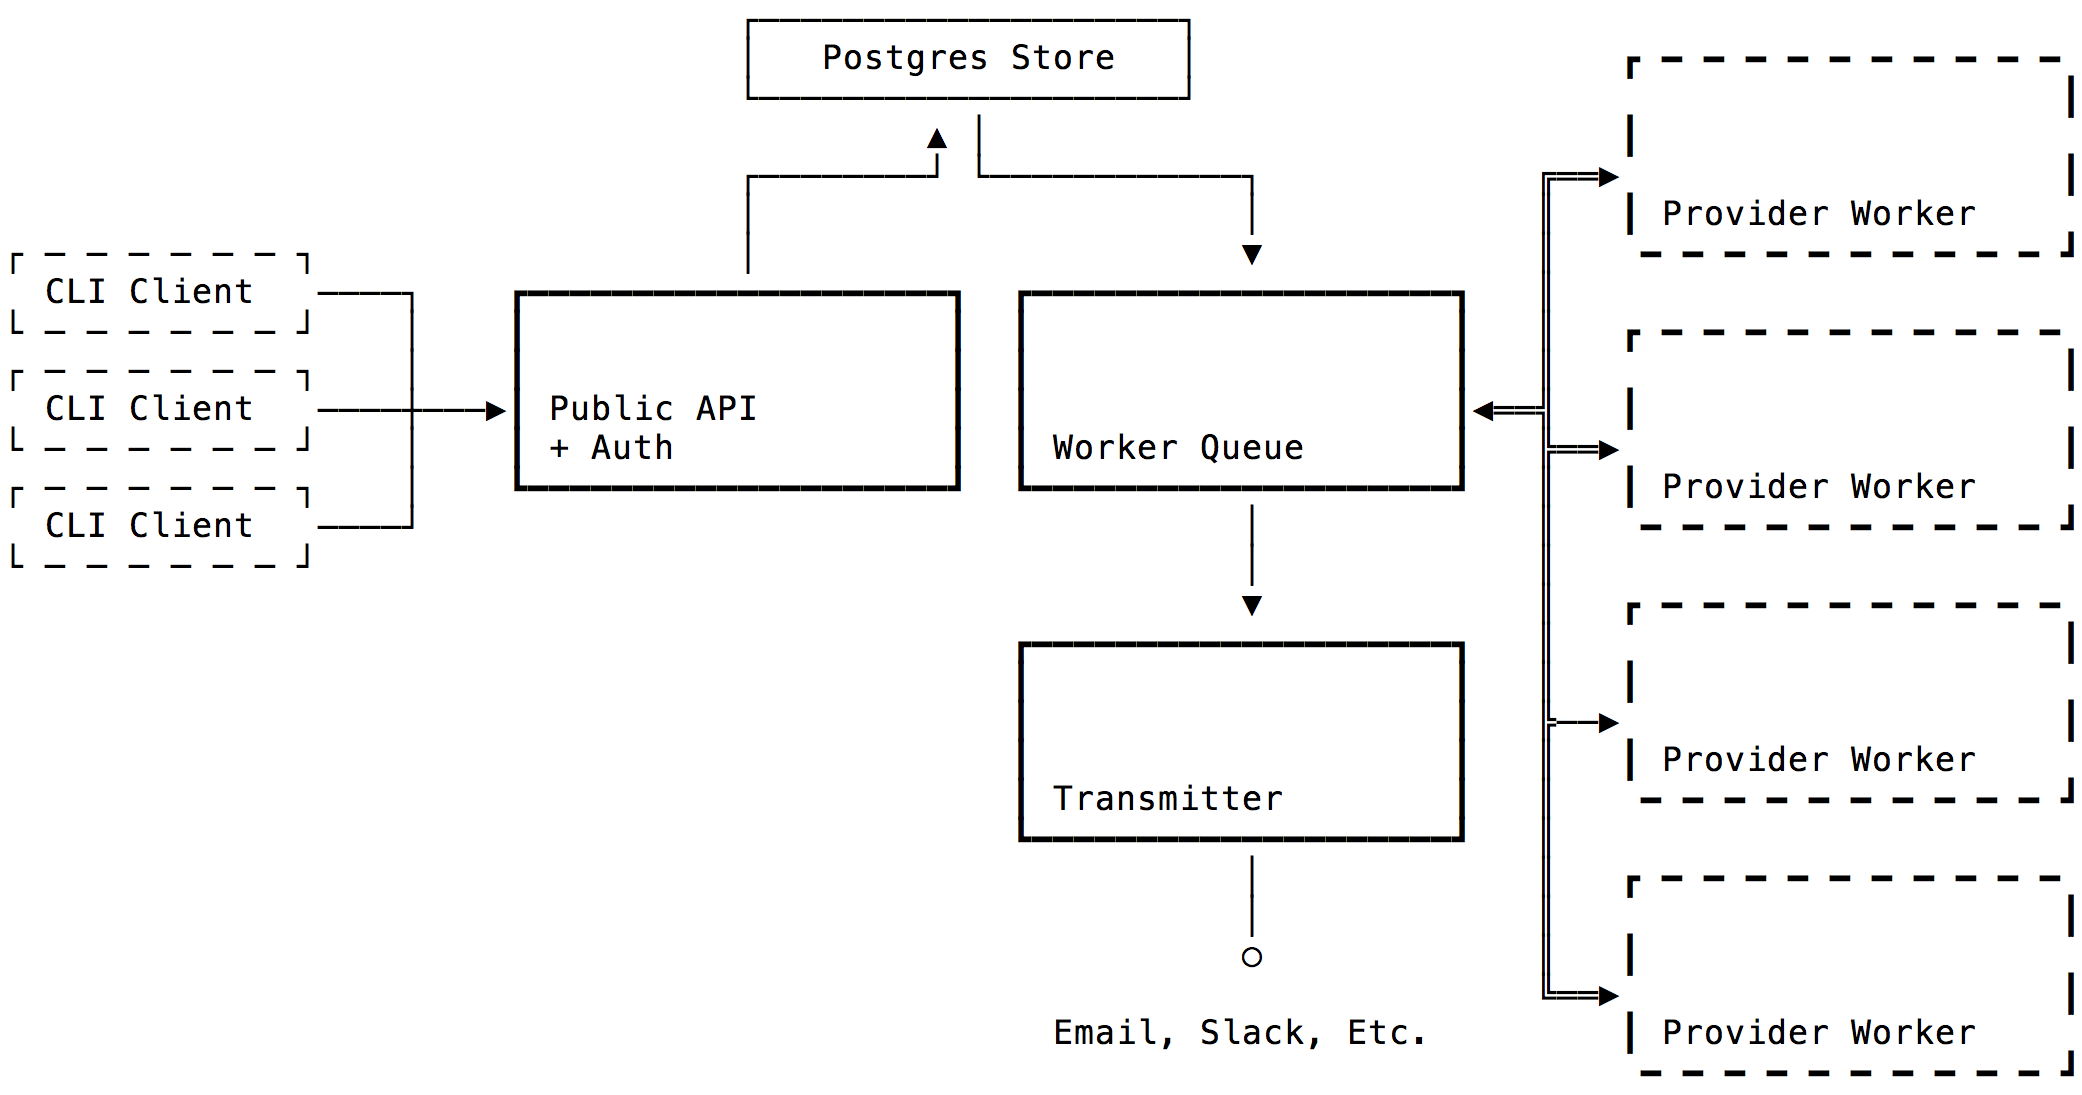 Postgres Store
CLI Client
CLI Client
CLI Client
Public API
+ Auth
Worker Queue
Transmitter
Email, Slack, Etc.
Provider Worker
Provider Worker
Provider Worker
Provider Worker